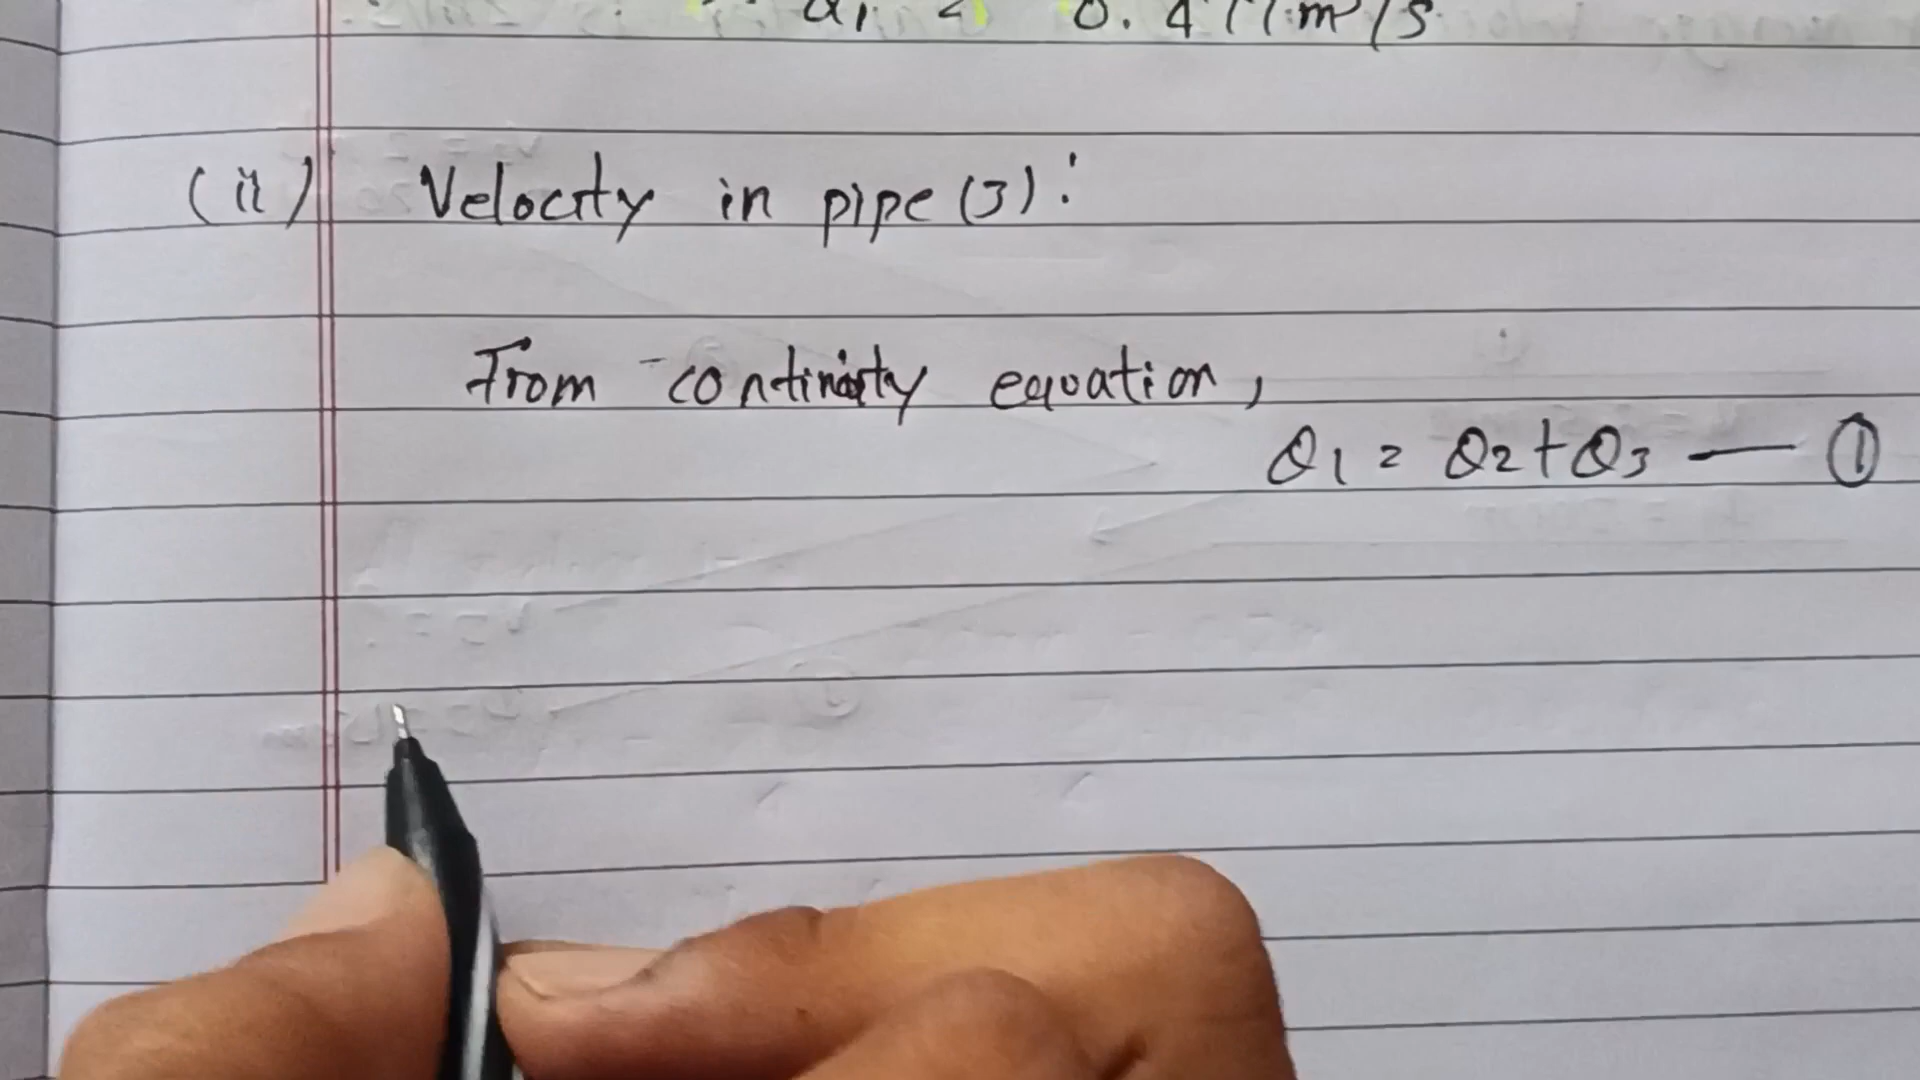 (ii) Velocity in pipe (3):
From continuity equation,
Q1 = Q2+Q3 — ①